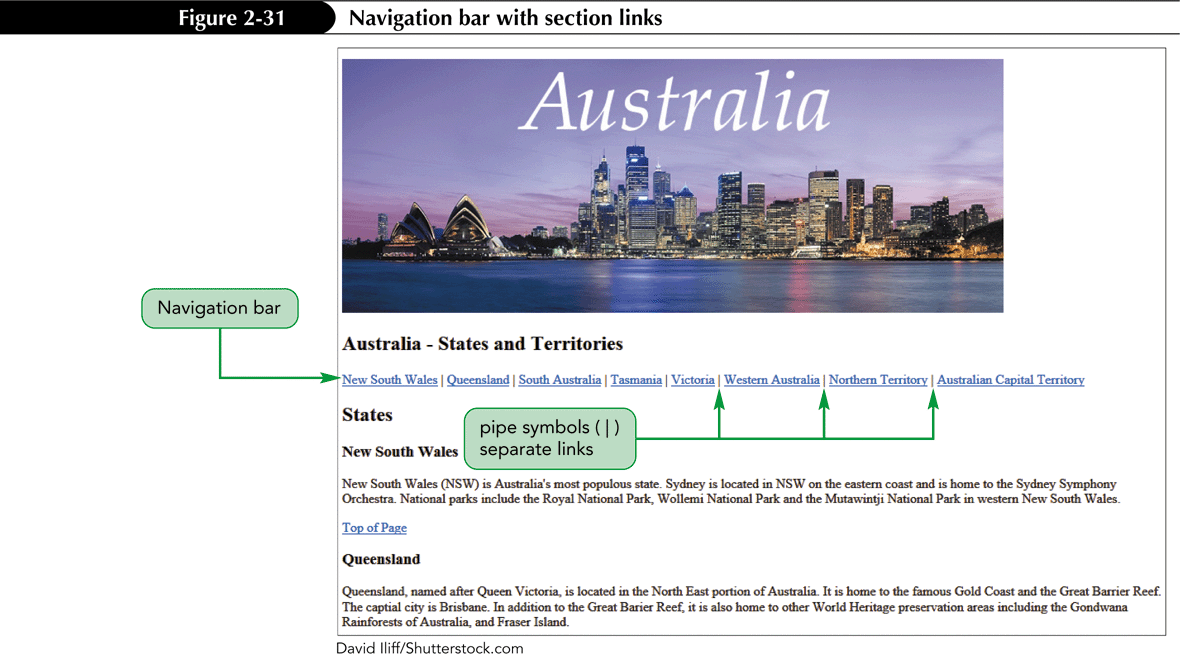 Figure 2-31 Navigation bar with section links
Australia
Navigation bar
Australia - States and Territories
New South Wales | Queensland | South Australia | Tasmania | Victoria | Western Australia | Northern Territory | Australian Capital Territory
States
pipe symbols ( | )
separate links
New South Wales
New South Wales (NSW) is Australia's most populous state. Sydney is located in NSW on the eastern coast and is home to the Sydney Symphony
Orchestra. National parks include the Royal National Park, Wollemi National Park and the Mutawintji National Park in western New South Wales.
Top of Page
Queensland
Queensland, named after Queen Victoria, is located in the North East portion of Australia. It is home to the famous Gold Coast and the Great Barrier Reef.
The captial city is Brisbane. In addition to the Great Barier Reef, it is also home to other World Heritage preservation areas including the Gondwana
Rainforests of Australia, and Fraser Island.
David Iliff/Shutterstock.com